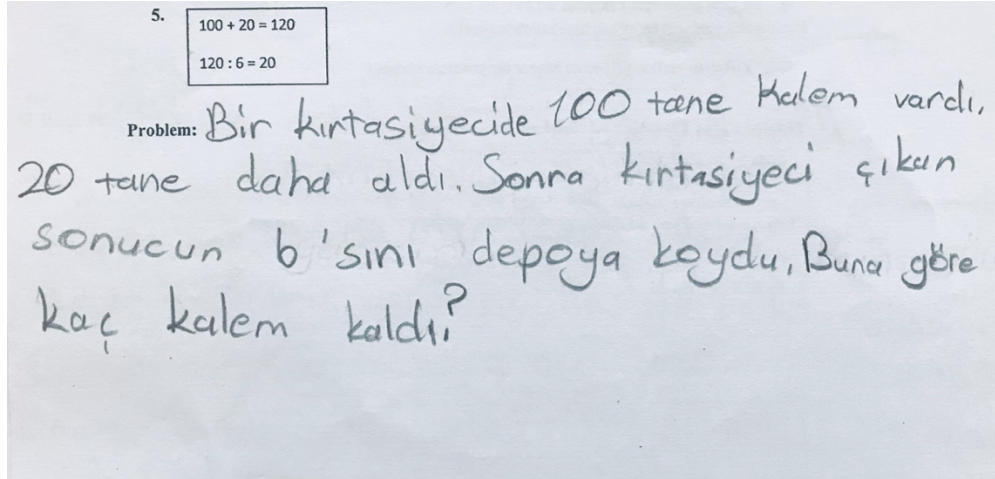 5.
100 + 20 = 120
120 : 6 = 20
Problem: Bir kırtasiyecide 100 tane kalem vardı,
20 tane daha aldı. Sonra kırtasiyeci çıkan
sonucun 6'sını depoya koydu, Buna göre
kaç kalem kaldı?